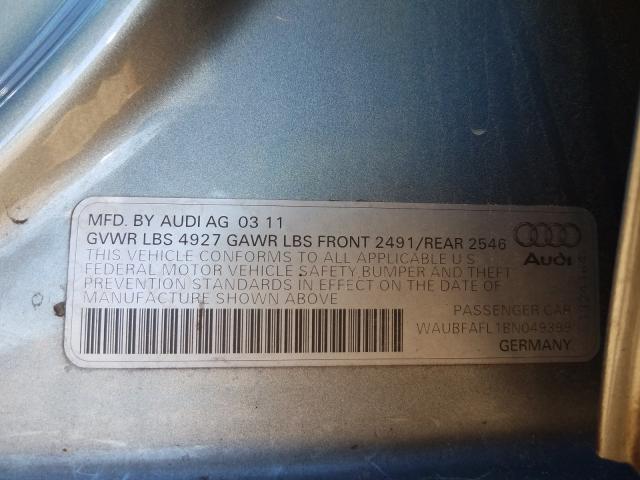 MFD. BY AUDI AG 03 11
GVWR LBS 4927 GAWR LBS FRONT 2491/REAR 2546
THIS VEHICLE CONFORMS TO ALL APPLICABLE U S
FEDERAL MOTOR VEHICLE SAFETY, BUMPER AND THEFT
PREVENTION STANDARDS IN EFFECT ON THE DATE OF
MANUFACTURE SHOWN ABOVE
Audi
PASSENGER CAR
WAUBFAFL1BN049399
GERMANY